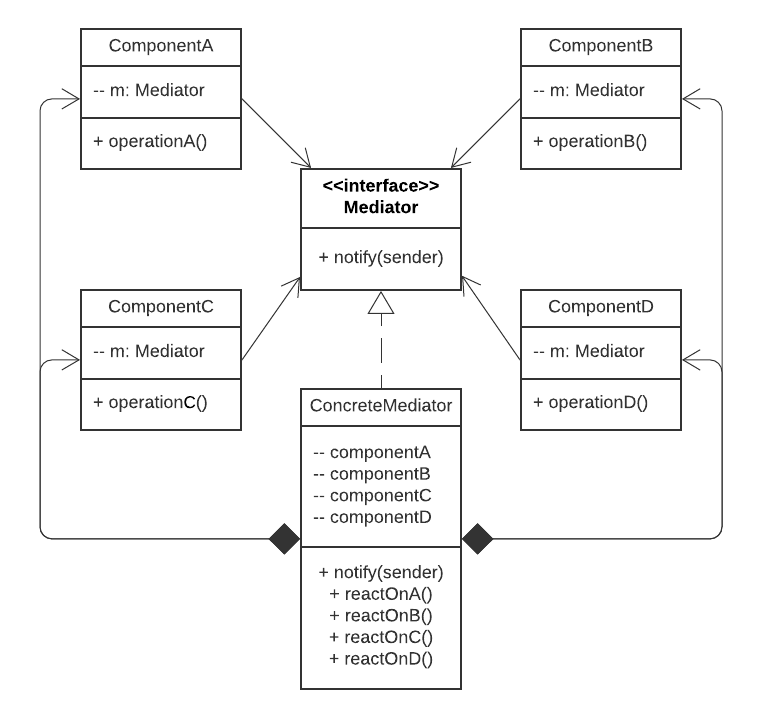 ComponentA
-- m: Mediator
+ operationA()
ComponentB
-- m: Mediator
+ operationB()
<<interface>>
Mediator
+ notify(sender)
ComponentC
-- m: Mediator
+ operationC()
ComponentD
-- m: Mediator
+ operationD()
ConcreteMediator
-- componentA
-- componentB
-- componentC
-- componentD
+ notify(sender)
+ reactOnA()
+ reactOnB()
+ reactOnC()
+ reactOnD()